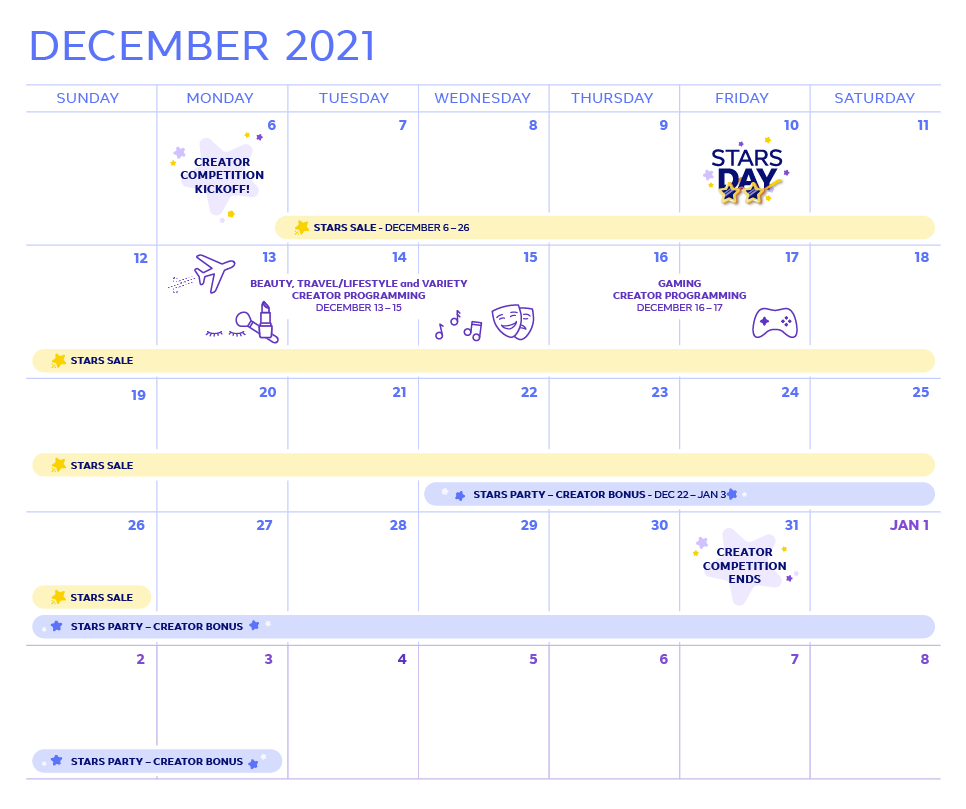 DECEMBER 2021
SUNDAY MONDAY TUESDAY WEDNESDAY THURSDAY FRIDAY SATURDAY
6 7 8 9 10 11
CREATOR
COMPETITION
KICKOFF!
STARS
DAY
STARS SALE - DECEMBER 6 – 26
12 13 14 15 16 17 18
BEAUTY, TRAVEL/LIFESTYLE and VARIETY
CREATOR PROGRAMMING
DECEMBER 13 – 15
GAMING
CREATOR PROGRAMMING
DECEMBER 16 – 17
STARS SALE
19 20 21 22 23 24 25
STARS SALE
STARS PARTY – CREATOR BONUS - DEC 22 – JAN 3
26 27 28 29 30 31 JAN 1
CREATOR
COMPETITION
ENDS
STARS SALE
STARS PARTY – CREATOR BONUS
2 3 4 5 6 7 8
STARS PARTY – CREATOR BONUS